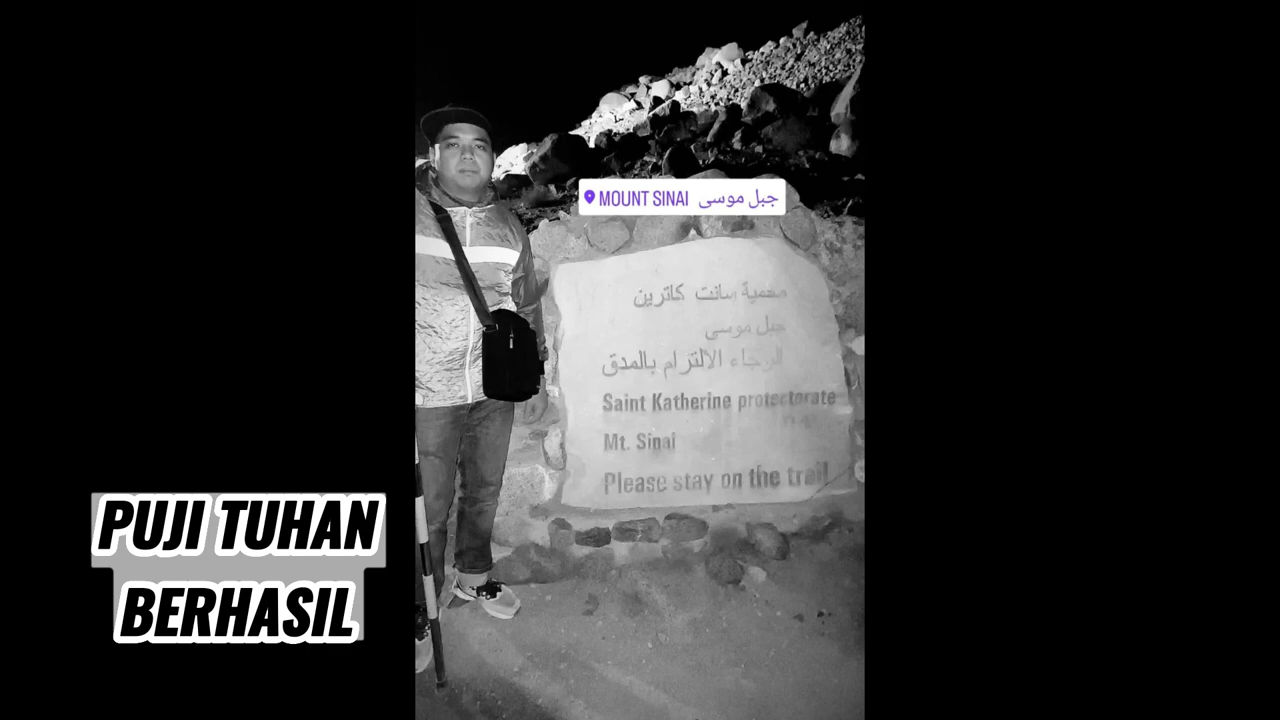 MOUNT SINAI جبل موسى
محمية سانت كاترين
جبل موسى
الرجاء الالتزام بالمدق
Saint Katherine protectorate
Mt. Sinai
Please stay on the trail
PUJI TUHAN
BERHASIL